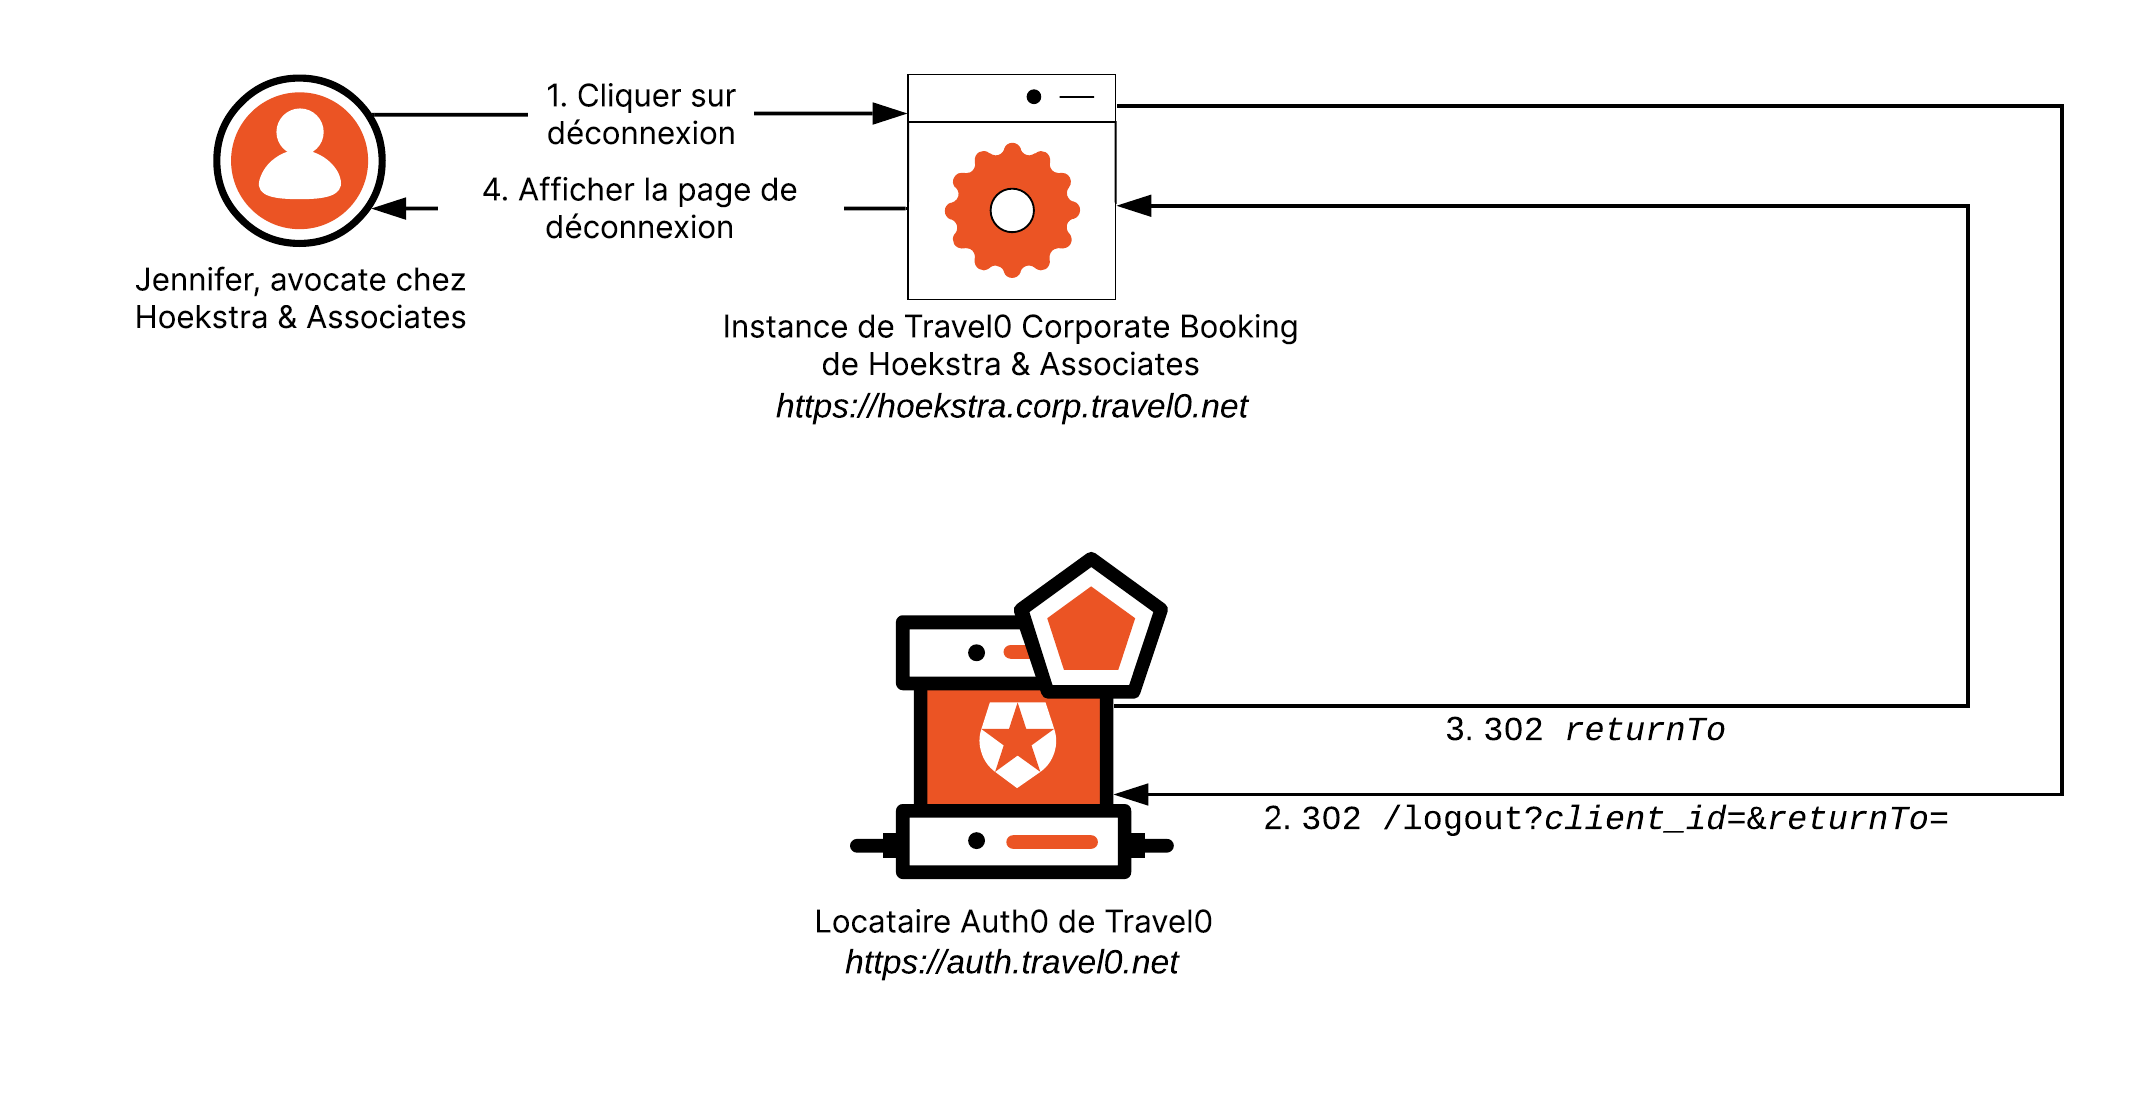 1. Cliquer sur
déconnexion
4. Afficher la page de
déconnexion
Jennifer, avocate chez
Hoekstra & Associates
Instance de Travel0 Corporate Booking
de Hoekstra & Associates
https://hoekstra.corp.travel0.net
3. 302 returnTo
2. 302 /logout?client_id=&returnTo=
Locataire Auth0 de Travel0
https://auth.travel0.net